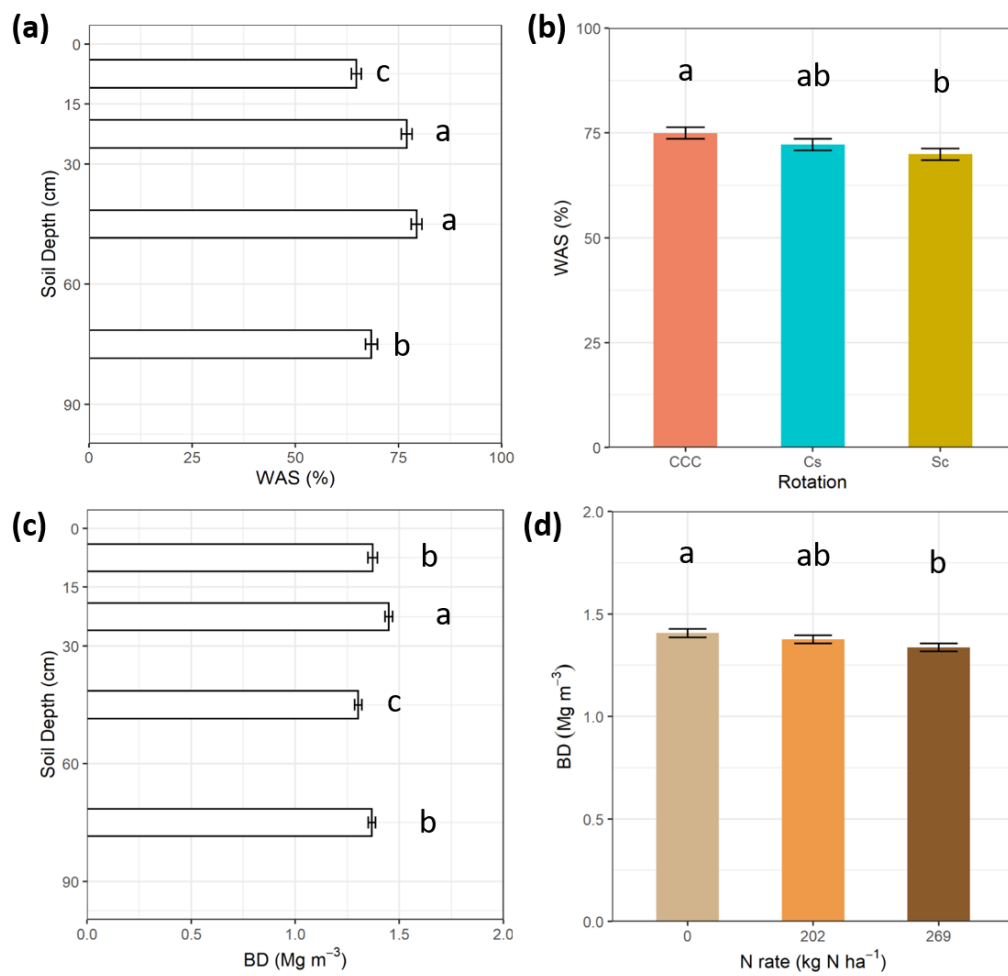 (a)
0
15
30
60
90
Soil Depth (cm)
c
a
a
b
0
25
50
75
100
WAS (%)
(b)
100
75
50
25
0
WAS (%)
a
ab
b
CCC
Cs
Sc
Rotation
(c)
0
15
30
60
90
Soil Depth (cm)
b
a
c
b
0.0
0.5
1.0
1.5
2.0
BD (Mg m⁻³)
(d)
2.0
1.5
1.0
0.5
0.0
BD (Mg m⁻³)
a
ab
b
0
202
269
N rate (kg N ha⁻¹)